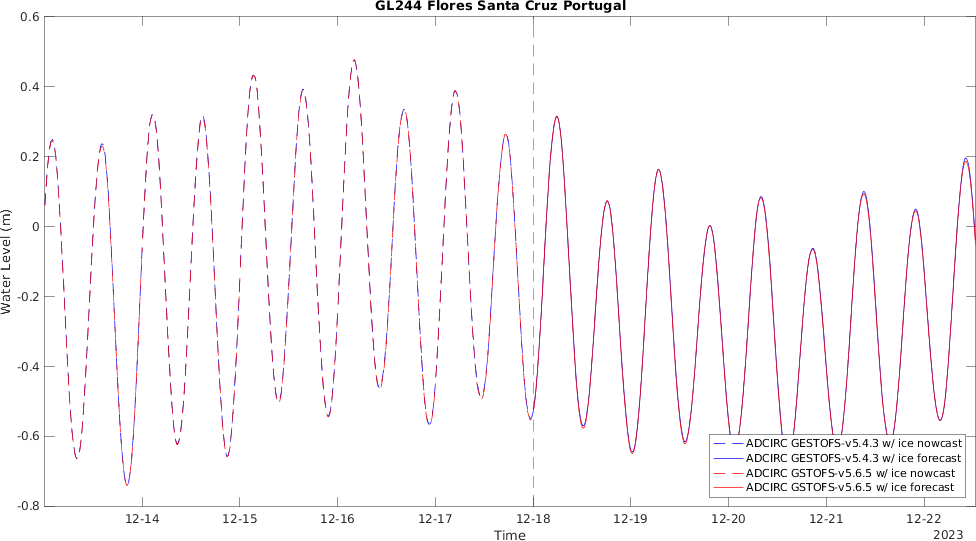 GL244 Flores Santa Cruz Portugal
0.6
0.4
0.2
0
-0.2
-0.4
-0.6
-0.8
Water Level (m)
12-14
12-15
12-16
12-17
12-18
12-19
12-20
12-21
12-22
Time
2023
ADCIRC GESTOFS-v5.4.3 w/ ice nowcast
ADCIRC GESTOFS-v5.4.3 w/ ice forecast
ADCIRC GSTOFS-v5.6.5 w/ ice nowcast
ADCIRC GSTOFS-v5.6.5 w/ ice forecast